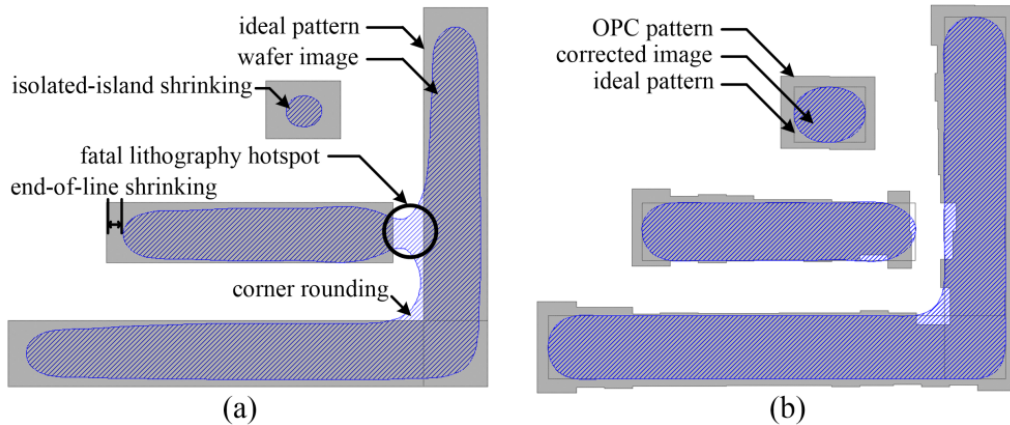 ideal pattern
wafer image
isolated-island shrinking
fatal lithography hotspot
end-of-line shrinking
corner rounding
(a)
OPC pattern
corrected image
ideal pattern
(b)